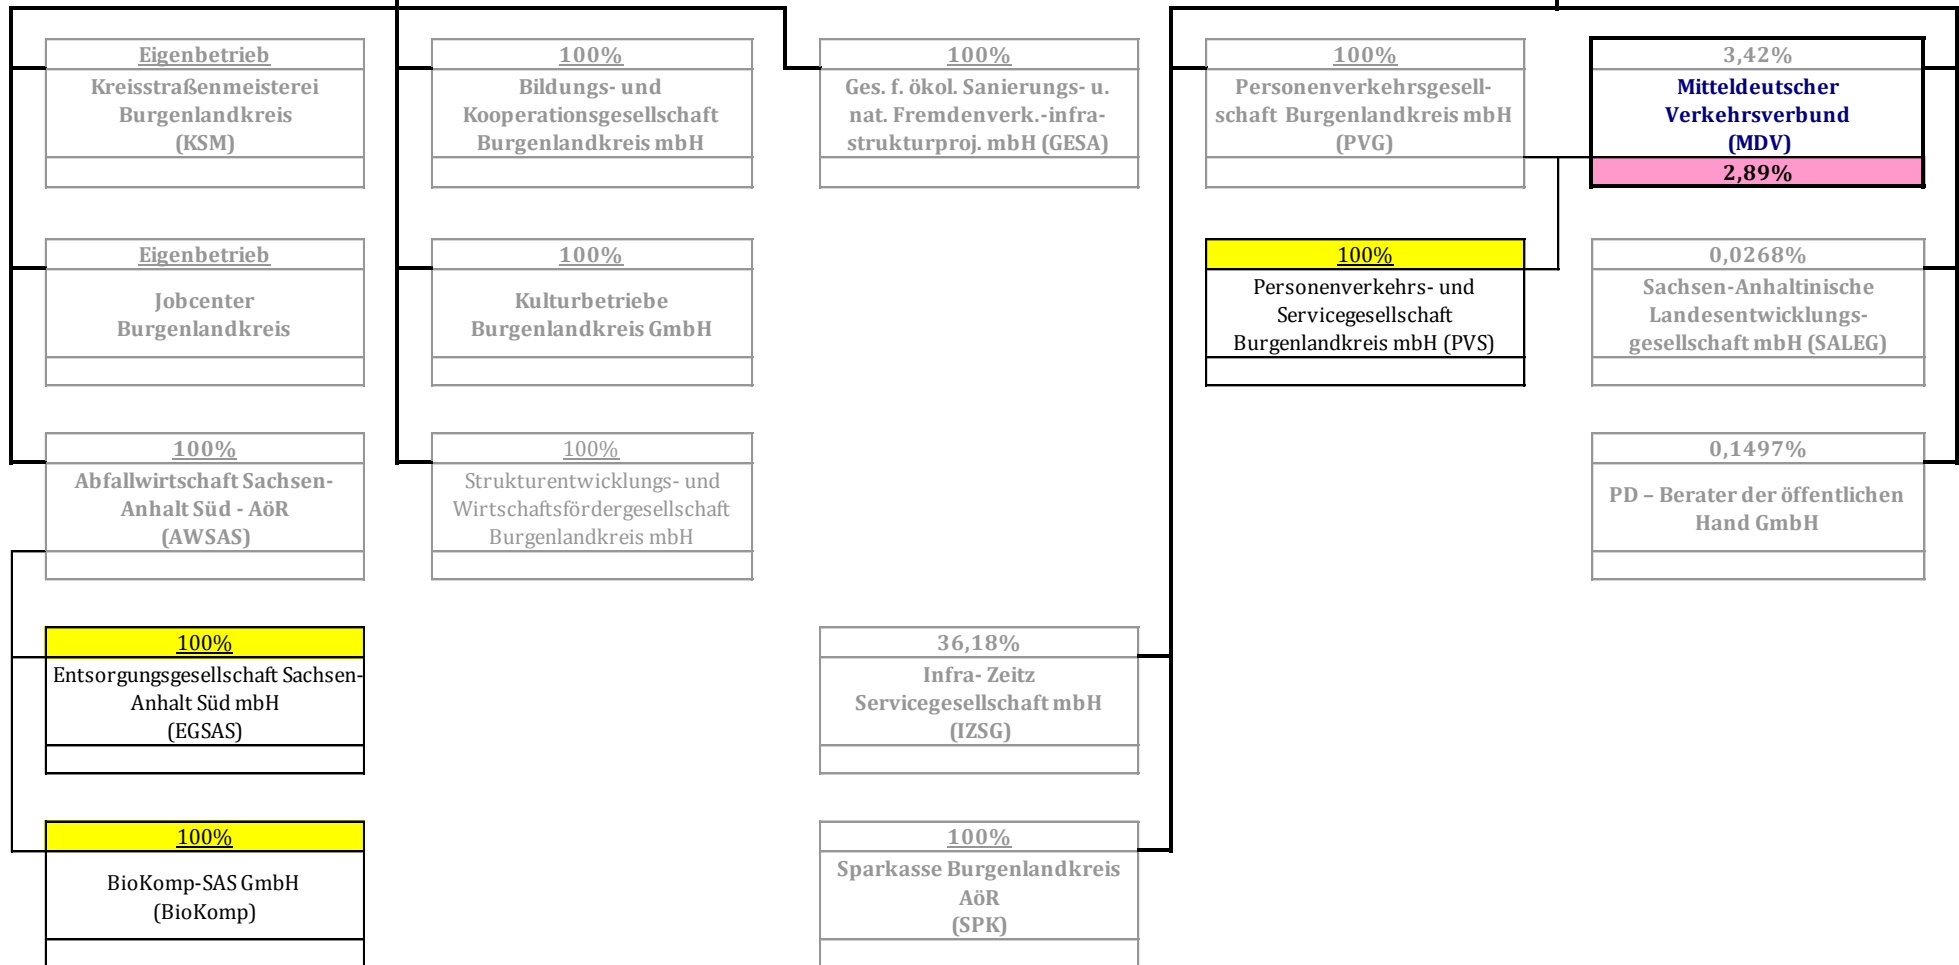 Eigenbetrieb
Kreisstraßenmeisterei
Burgenlandkreis
(KSM)
100%
Bildungs- und
Kooperationsgesellschaft
Burgenlandkreis mbH
100%
Ges. f. ökol. Sanierungs- u.
nat. Fremdenverk.-infra-
strukturproj. mbH (GESA)
100%
Personenverkehrsgesell-
schaft Burgenlandkreis mbH
(PVG)
3,42%
Mitteldeutscher
Verkehrsverbund
(MDV)
2,89%
Eigenbetrieb
Jobcenter
Burgenlandkreis
100%
Kulturbetriebe
Burgenlandkreis GmbH
100%
Personenverkehrs- und
Servicegesellschaft
Burgenlandkreis mbH (PVS)
0,0268%
Sachsen-Anhaltinische
Landesentwicklungs-
gesellschaft mbH (SALEG)
100%
Abfallwirtschaft Sachsen-
Anhalt Süd - AöR
(AWSAS)
100%
Strukturentwicklungs- und
Wirtschaftsfördergesellschaft
Burgenlandkreis mbH
0,1497%
PD – Berater der öffentlichen
Hand GmbH
100%
Entsorgungsgesellschaft Sachsen-
Anhalt Süd mbH
(EGSAS)
36,18%
Infra- Zeitz
Servicegesellschaft mbH
(IZSG)
100%
BioKomp-SAS GmbH
(BioKomp)
100%
Sparkasse Burgenlandkreis
AöR
(SPK)